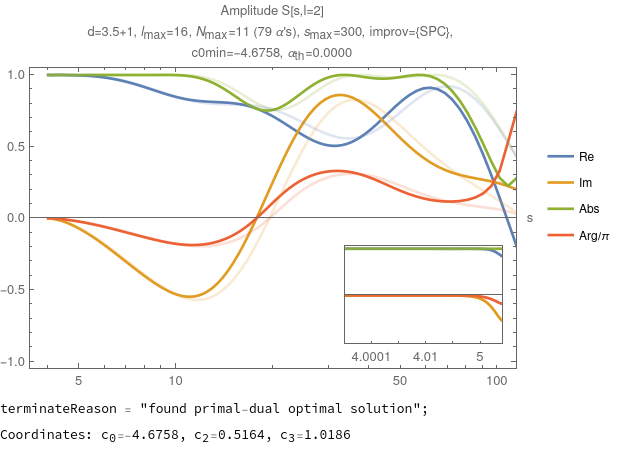 Amplitude S[s,l=2]
d=3.5+1, lmax=16, Nmax=11 (79 α's), smax=300, improv={SPC},
c0min=-4.6758, αth=0.0000
1.0
0.5
0.0
-0.5
-1.0
s
5
10
50
100
4.0001
4.01
5
Re
Im
Abs
Arg/π
terminateReason = "found primal-dual optimal solution";
Coordinates: c0=-4.6758, c2=0.5164, c3=1.0186